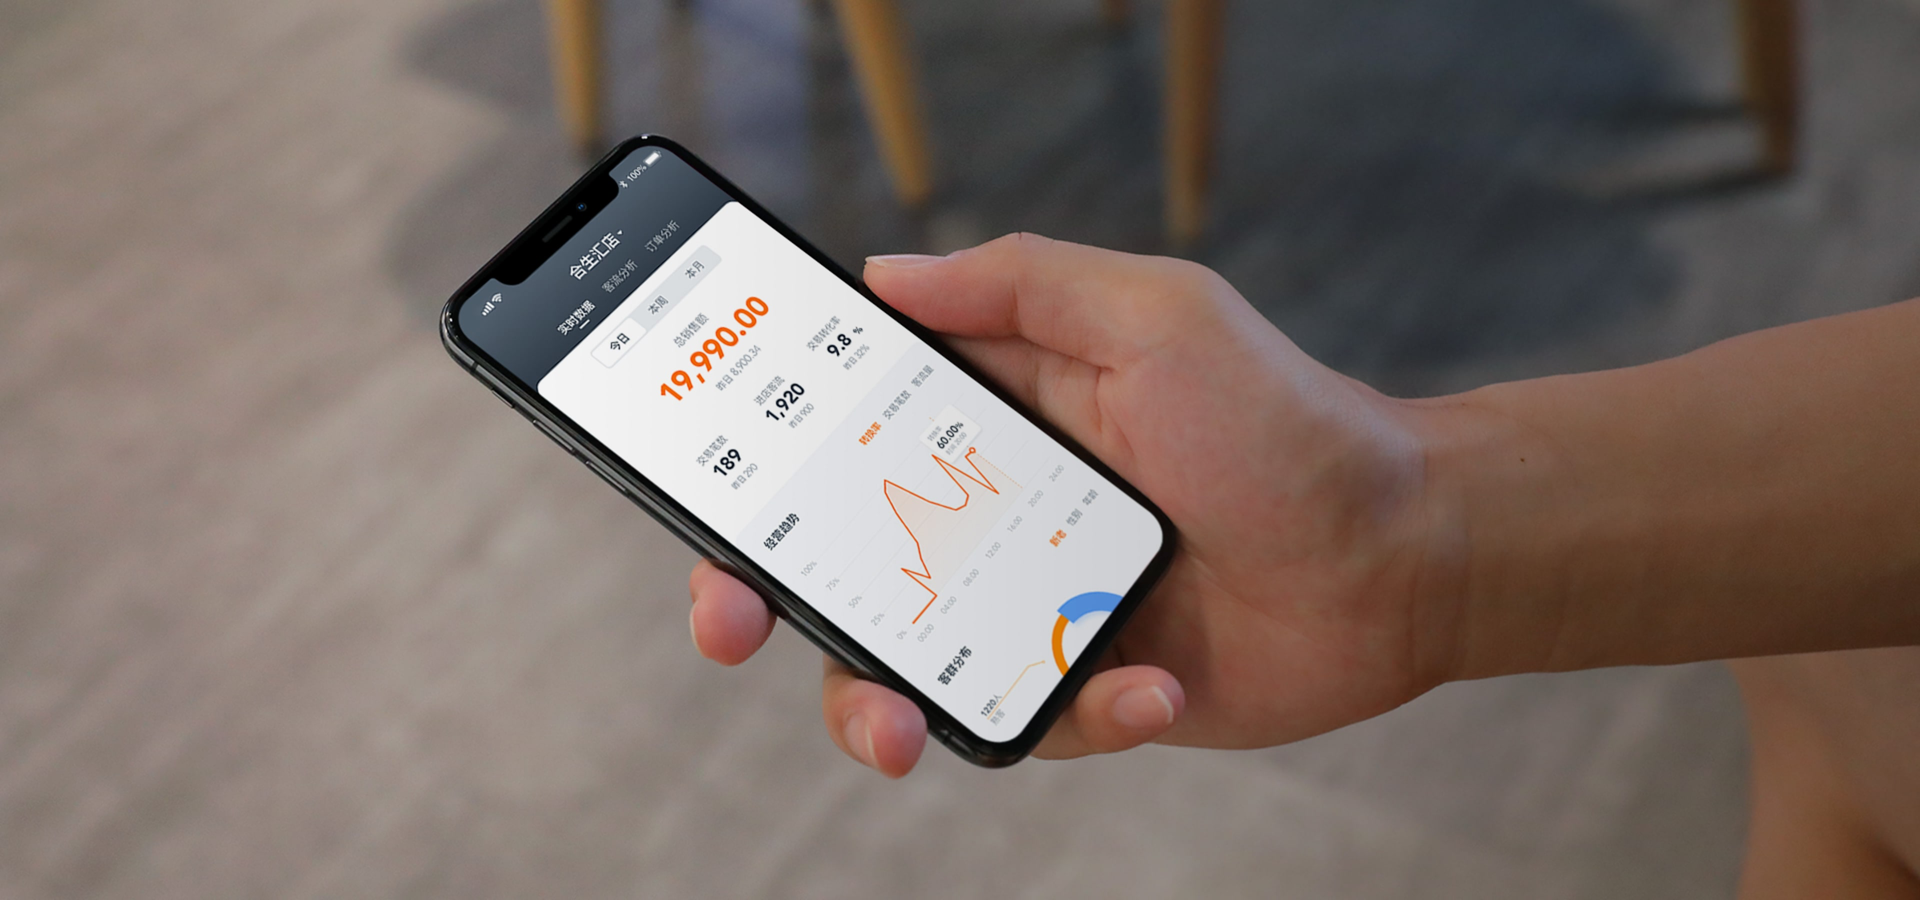 100%
合生汇店
实时数据 客流分析 订单分析
今日 本周 本月
总销售额
19,990.00
昨日 8,900.34
交易笔数 进店客流 交易转化率
189 1,920 9.8 %
昨日 290 昨日 900 昨日 32%
经营趋势 转换率 交易笔数 客流量
60.00%
100%
75%
50%
25%
0%
00:00 04:00 08:00 12:00 16:00 20:00 24:00
客群分布 新老 性别 年龄
1220人
熟客